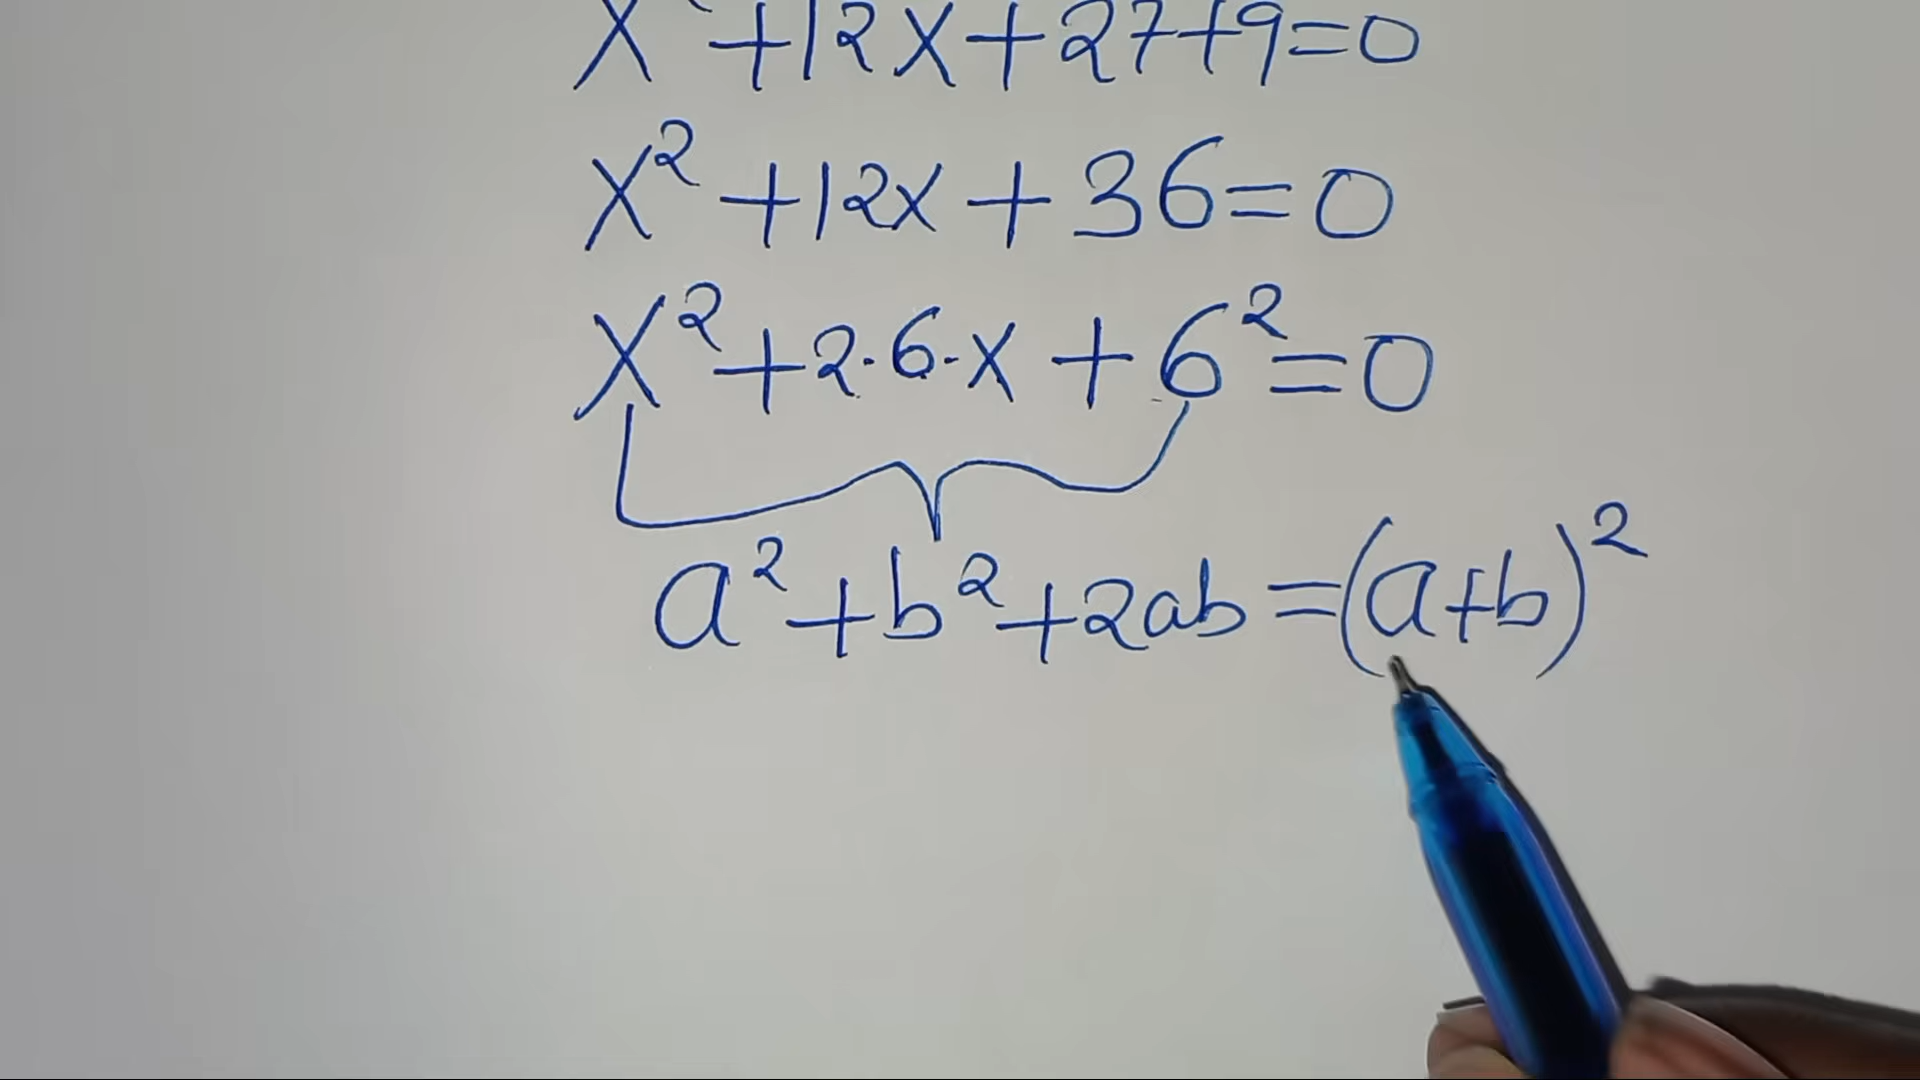 x² + 12x + 27 + 9 = 0
x² + 12x + 36 = 0
x² + 2·6·x + 6² = 0
a² + b² + 2ab = (a+b)²